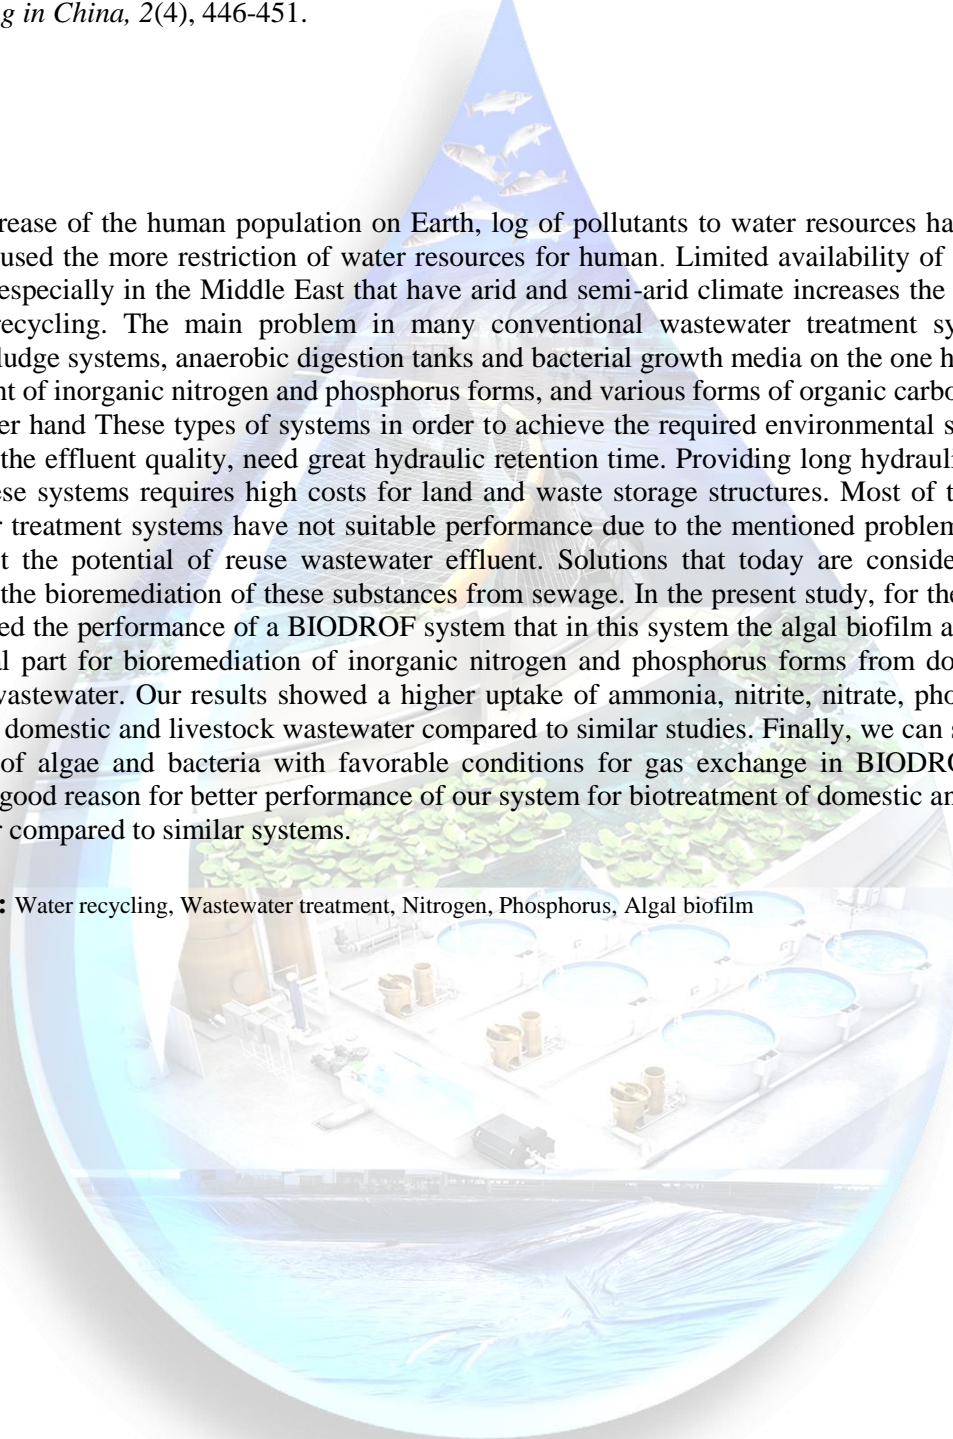 g in China, 2(4), 446-451.
rease of the human population on Earth, log of pollutants to water resources ha
used the more restriction of water resources for human. Limited availability of
especially in the Middle East that have arid and semi-arid climate increases the
recycling. The main problem in many conventional wastewater treatment sy
ludge systems, anaerobic digestion tanks and bacterial growth media on the one h
nt of inorganic nitrogen and phosphorus forms, and various forms of organic carbo
er hand These types of systems in order to achieve the required environmental s
the effluent quality, need great hydraulic retention time. Providing long hydrauli
ese systems requires high costs for land and waste storage structures. Most of t
r treatment systems have not suitable performance due to the mentioned problem
t the potential of reuse wastewater effluent. Solutions that today are conside
the bioremediation of these substances from sewage. In the present study, for the
ed the performance of a BIODROF system that in this system the algal biofilm a
al part for bioremediation of inorganic nitrogen and phosphorus forms from do
wastewater. Our results showed a higher uptake of ammonia, nitrite, nitrate, pho
domestic and livestock wastewater compared to similar studies. Finally, we can s
of algae and bacteria with favorable conditions for gas exchange in BIODRO
good reason for better performance of our system for biotreatment of domestic an
r compared to similar systems.
: Water recycling, Wastewater treatment, Nitrogen, Phosphorus, Algal biofilm